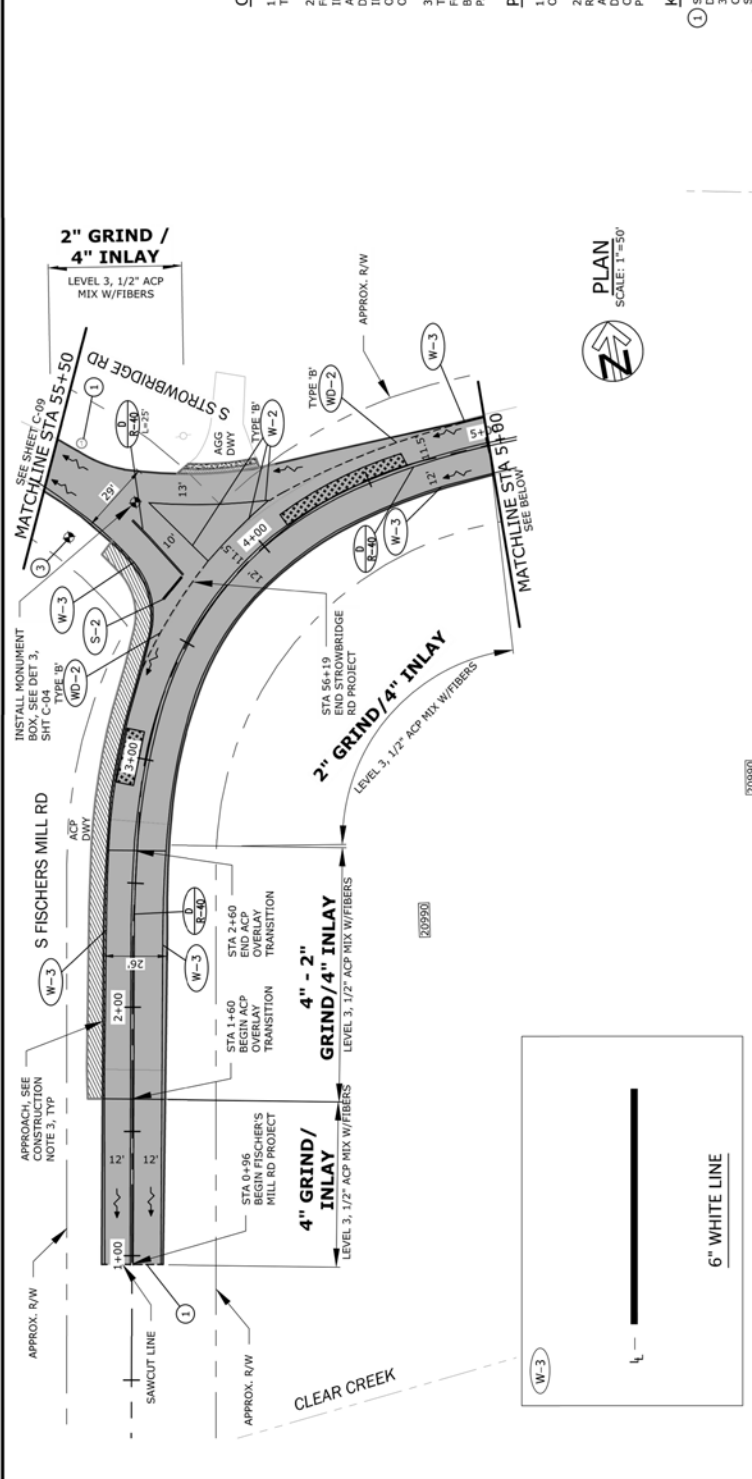 2" GRIND /
4" INLAY
LEVEL 3, 1/2" ACP
MIX W/FIBERS
SEE SHEET C-09
MATCHLINE STA 55+50
S STROWBRIDGE RD
1
D
R-40
L=25'
29'
3
INSTALL MONUMENT
BOX, SEE DET 3,
SHT C-04
W-3
S-2
TYPE 'B'
WD-2
10'
13'
AGG
DWY
TYPE 'B'
W-2
TYPE 'B'
WD-2
APPROX. R/W
W-3
5+00
11.5'
12'
MATCHLINE STA 5+00
SEE BELOW
4+00
11.5'
12'
D
R-40
W-3
STA 56+19
END STROWBRIDGE
RD PROJECT
2" GRIND/4" INLAY
LEVEL 3, 1/2" ACP MIX W/FIBERS
PLAN
SCALE: 1"=50'
S FISCHERS MILL RD
ACP
DWY
3+00
W-3
D
R-40
W-3
26'
2+00
STA 2+60
END ACP
OVERLAY
TRANSITION
STA 1+60
BEGIN ACP
OVERLAY
TRANSITION
4" - 2"
GRIND/4" INLAY
LEVEL 3, 1/2" ACP MIX W/FIBERS
APPROACH, SEE
CONSTRUCTION
NOTE 3, TYP
12'
12'
1+00
STA 0+96
BEGIN FISCHER'S
MILL RD PROJECT
4" GRIND/
INLAY
LEVEL 3, 1/2" ACP MIX W/FIBERS
APPROX. R/W
SAWCUT LINE
1
APPROX. R/W
CLEAR CREEK
20990
20990
W-3
6" WHITE LINE
1